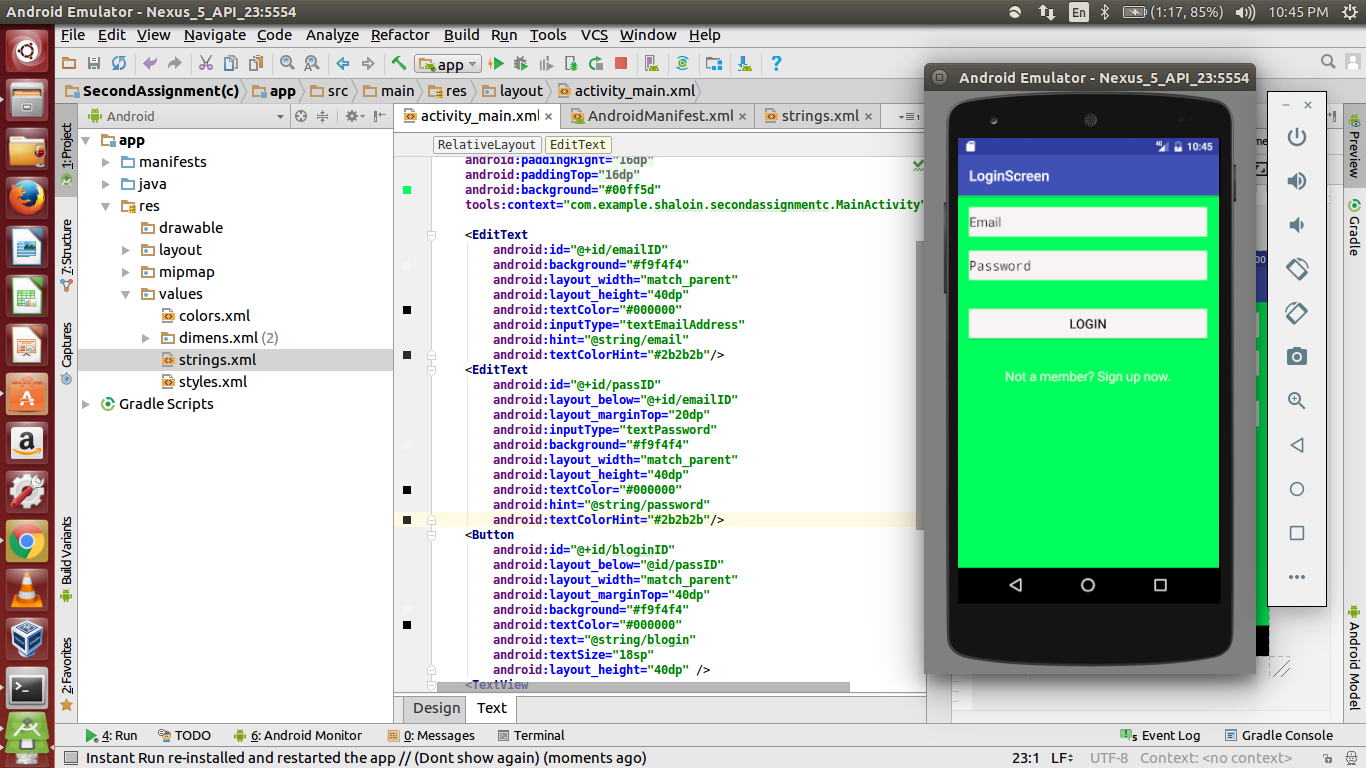 Android Emulator - Nexus_5_API_23:5554
En (1:17, 85%) 10:45 PM
File Edit View Navigate Code Analyze Refactor Build Run Tools VCS Window Help
app
SecondAssignment(c) app src main res layout activity_main.xml
Android
activity_main.xml AndroidManifest.xml strings.xml
1: Project
7: Structure
Captures
Build Variants
2: Favorites
app
manifests
java
res
drawable
layout
mipmap
values
colors.xml
dimens.xml (2)
strings.xml
styles.xml
Gradle Scripts
RelativeLayout EditText
android:paddingRight="16dp"
android:paddingTop="16dp"
android:background="#00ff5d"
tools:context="com.example.shaloin.secondassignmentc.MainActivity"
<EditText
android:id="@+id/emailID"
android:background="#f9f4f4"
android:layout_width="match_parent"
android:layout_height="40dp"
android:textColor="#000000"
android:inputType="textEmailAddress"
android:hint="@string/email"
android:textColorHint="#2b2b2b"/>
<EditText
android:id="@+id/passID"
android:layout_below="@+id/emailID"
android:layout_marginTop="20dp"
android:inputType="textPassword"
android:background="#f9f4f4"
android:layout_width="match_parent"
android:layout_height="40dp"
android:textColor="#000000"
android:hint="@string/password"
android:textColorHint="#2b2b2b"/>
<Button
android:id="@+id/bloginID"
android:layout_below="@id/passID"
android:layout_width="match_parent"
android:layout_marginTop="40dp"
android:background="#f9f4f4"
android:textColor="#000000"
android:text="@string/blogin"
android:textSize="18sp"
android:layout_height="40dp" />
<TextView
Design Text
Android Emulator - Nexus_5_API_23:5554
10:45
LoginScreen
Email
Password
LOGIN
Not a member? Sign up now.
Preview
Gradle
Android Model
4: Run TODO 6: Android Monitor 0: Messages Terminal 5 Event Log Gradle Console
Instant Run re-installed and restarted the app // (Dont show again) (moments ago) 23:1 LF UTF-8 Context: <no context>